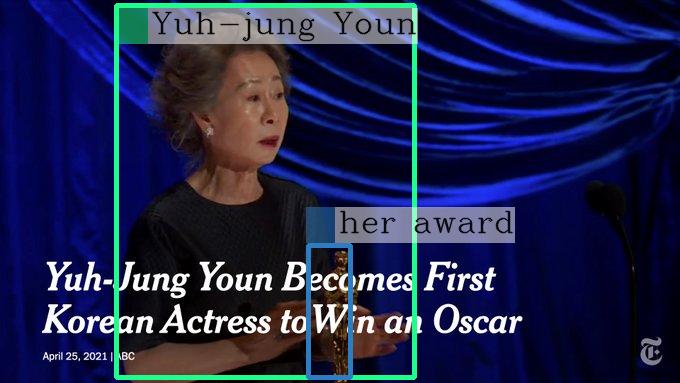 Yuh-jung Youn
her award
Yuh-Jung Youn Becomes First
Korean Actress to Win an Oscar
April 25, 2021 | ABC
T